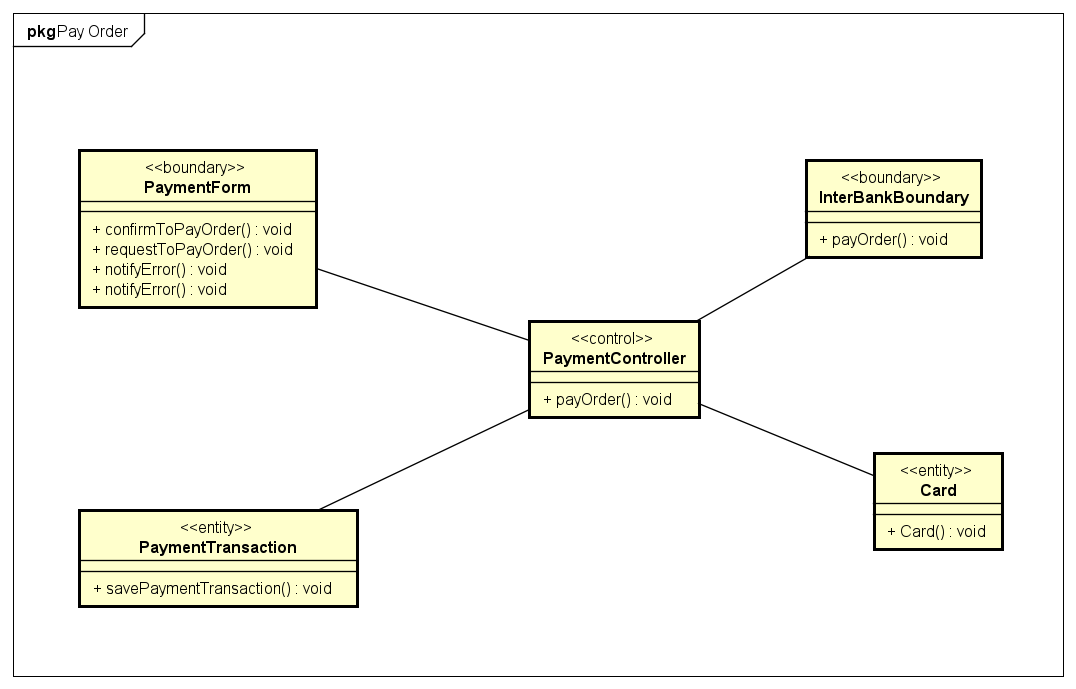 pkgPay Order
<<boundary>>
PaymentForm
+ confirmToPayOrder() : void
+ requestToPayOrder() : void
+ notifyError() : void
+ notifyError() : void
<<boundary>>
InterBankBoundary
+ payOrder() : void
<<control>>
PaymentController
+ payOrder() : void
<<entity>>
PaymentTransaction
+ savePaymentTransaction() : void
<<entity>>
Card
+ Card() : void